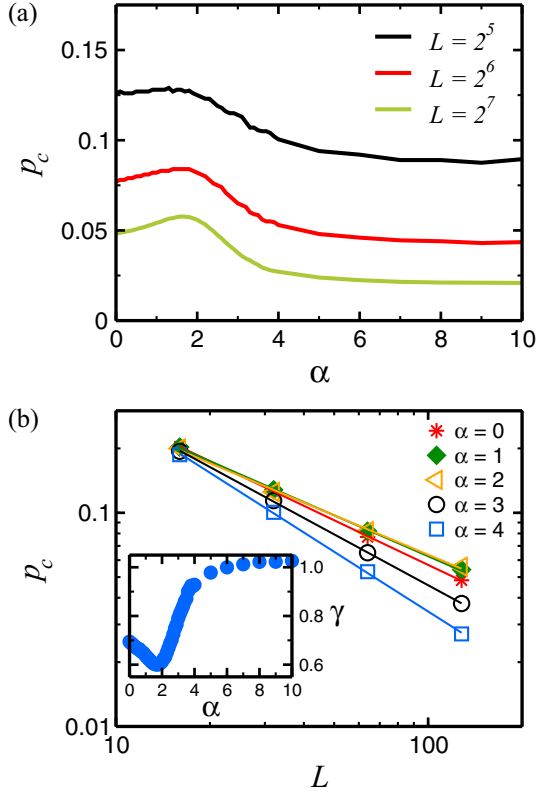 (a)
0.15
L = 2^5
L = 2^6
L = 2^7
0.1
p_c
0.05
0
0 2 4 6 8 10
α
(b)
α = 0
α = 1
α = 2
α = 3
α = 4
0.1
p_c
1.0
0.8 γ
0.6
0 2 4 6 8 10
α
0.01
10 100
L